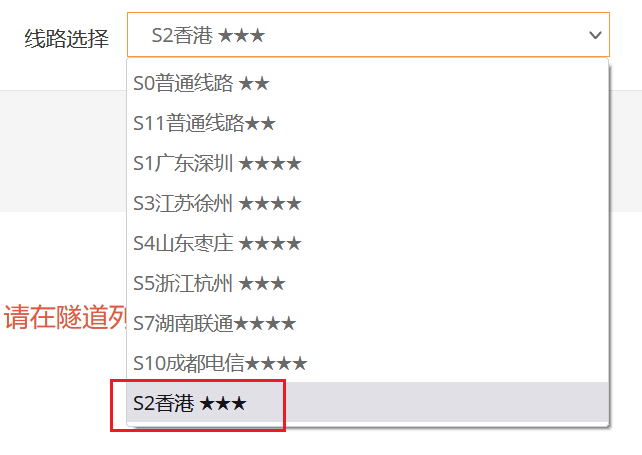 线路选择 S2香港 ★★★
S0普通线路 ★★
S11普通线路★★
S1广东深圳 ★★★★
S3江苏徐州 ★★★★
S4山东枣庄 ★★★★
S5浙江杭州 ★★★
请在隧道列
S7湖南联通★★★★
S10成都电信★★★★
S2香港 ★★★